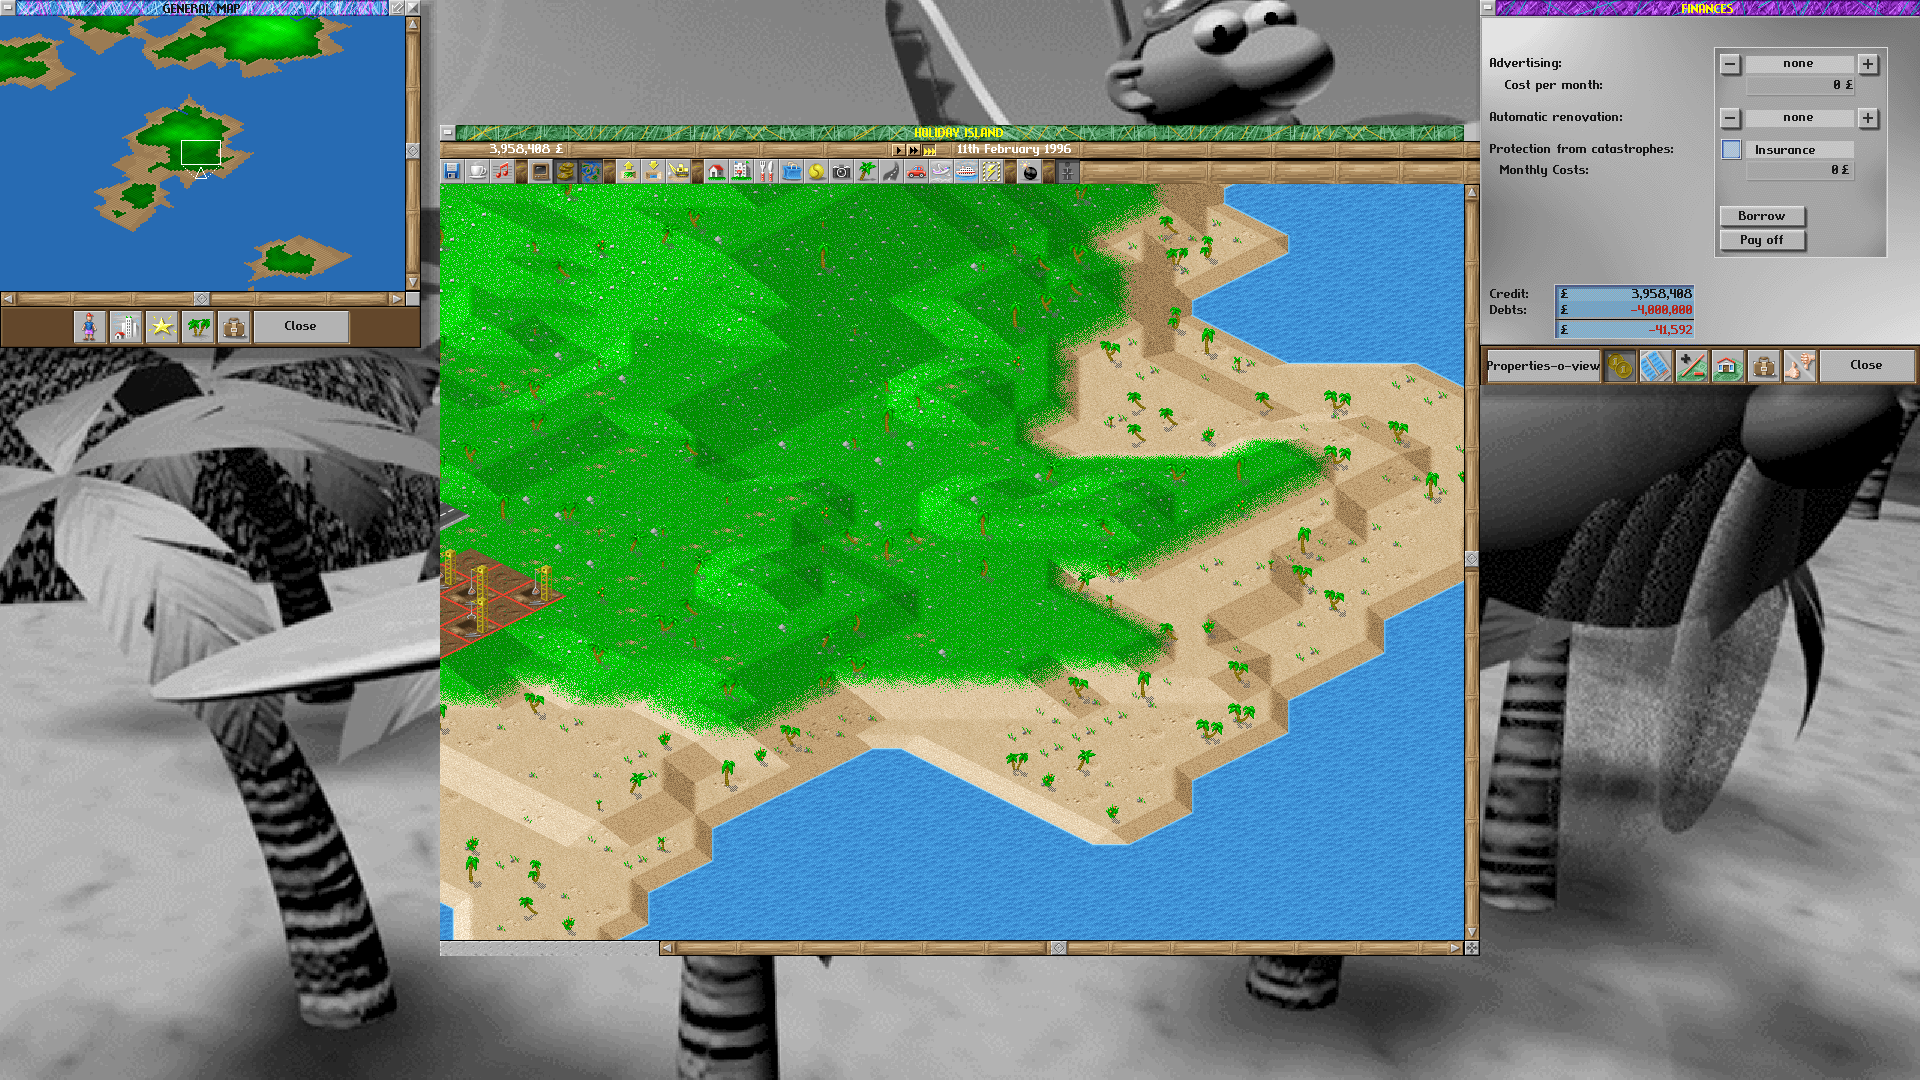 GENERAL MAP
Close
HOLIDAY ISLAND
3,958,408 £
11th February 1996
FINANCES
Advertising:
none
Cost per month:
0 £
Automatic renovation:
none
Protection from catastrophes:
Insurance
Monthly Costs:
0 £
Borrow
Pay off
Credit:
£ 3,958,408
Debts:
£ -4,000,000
£ -41,592
Properties-o-view
Close